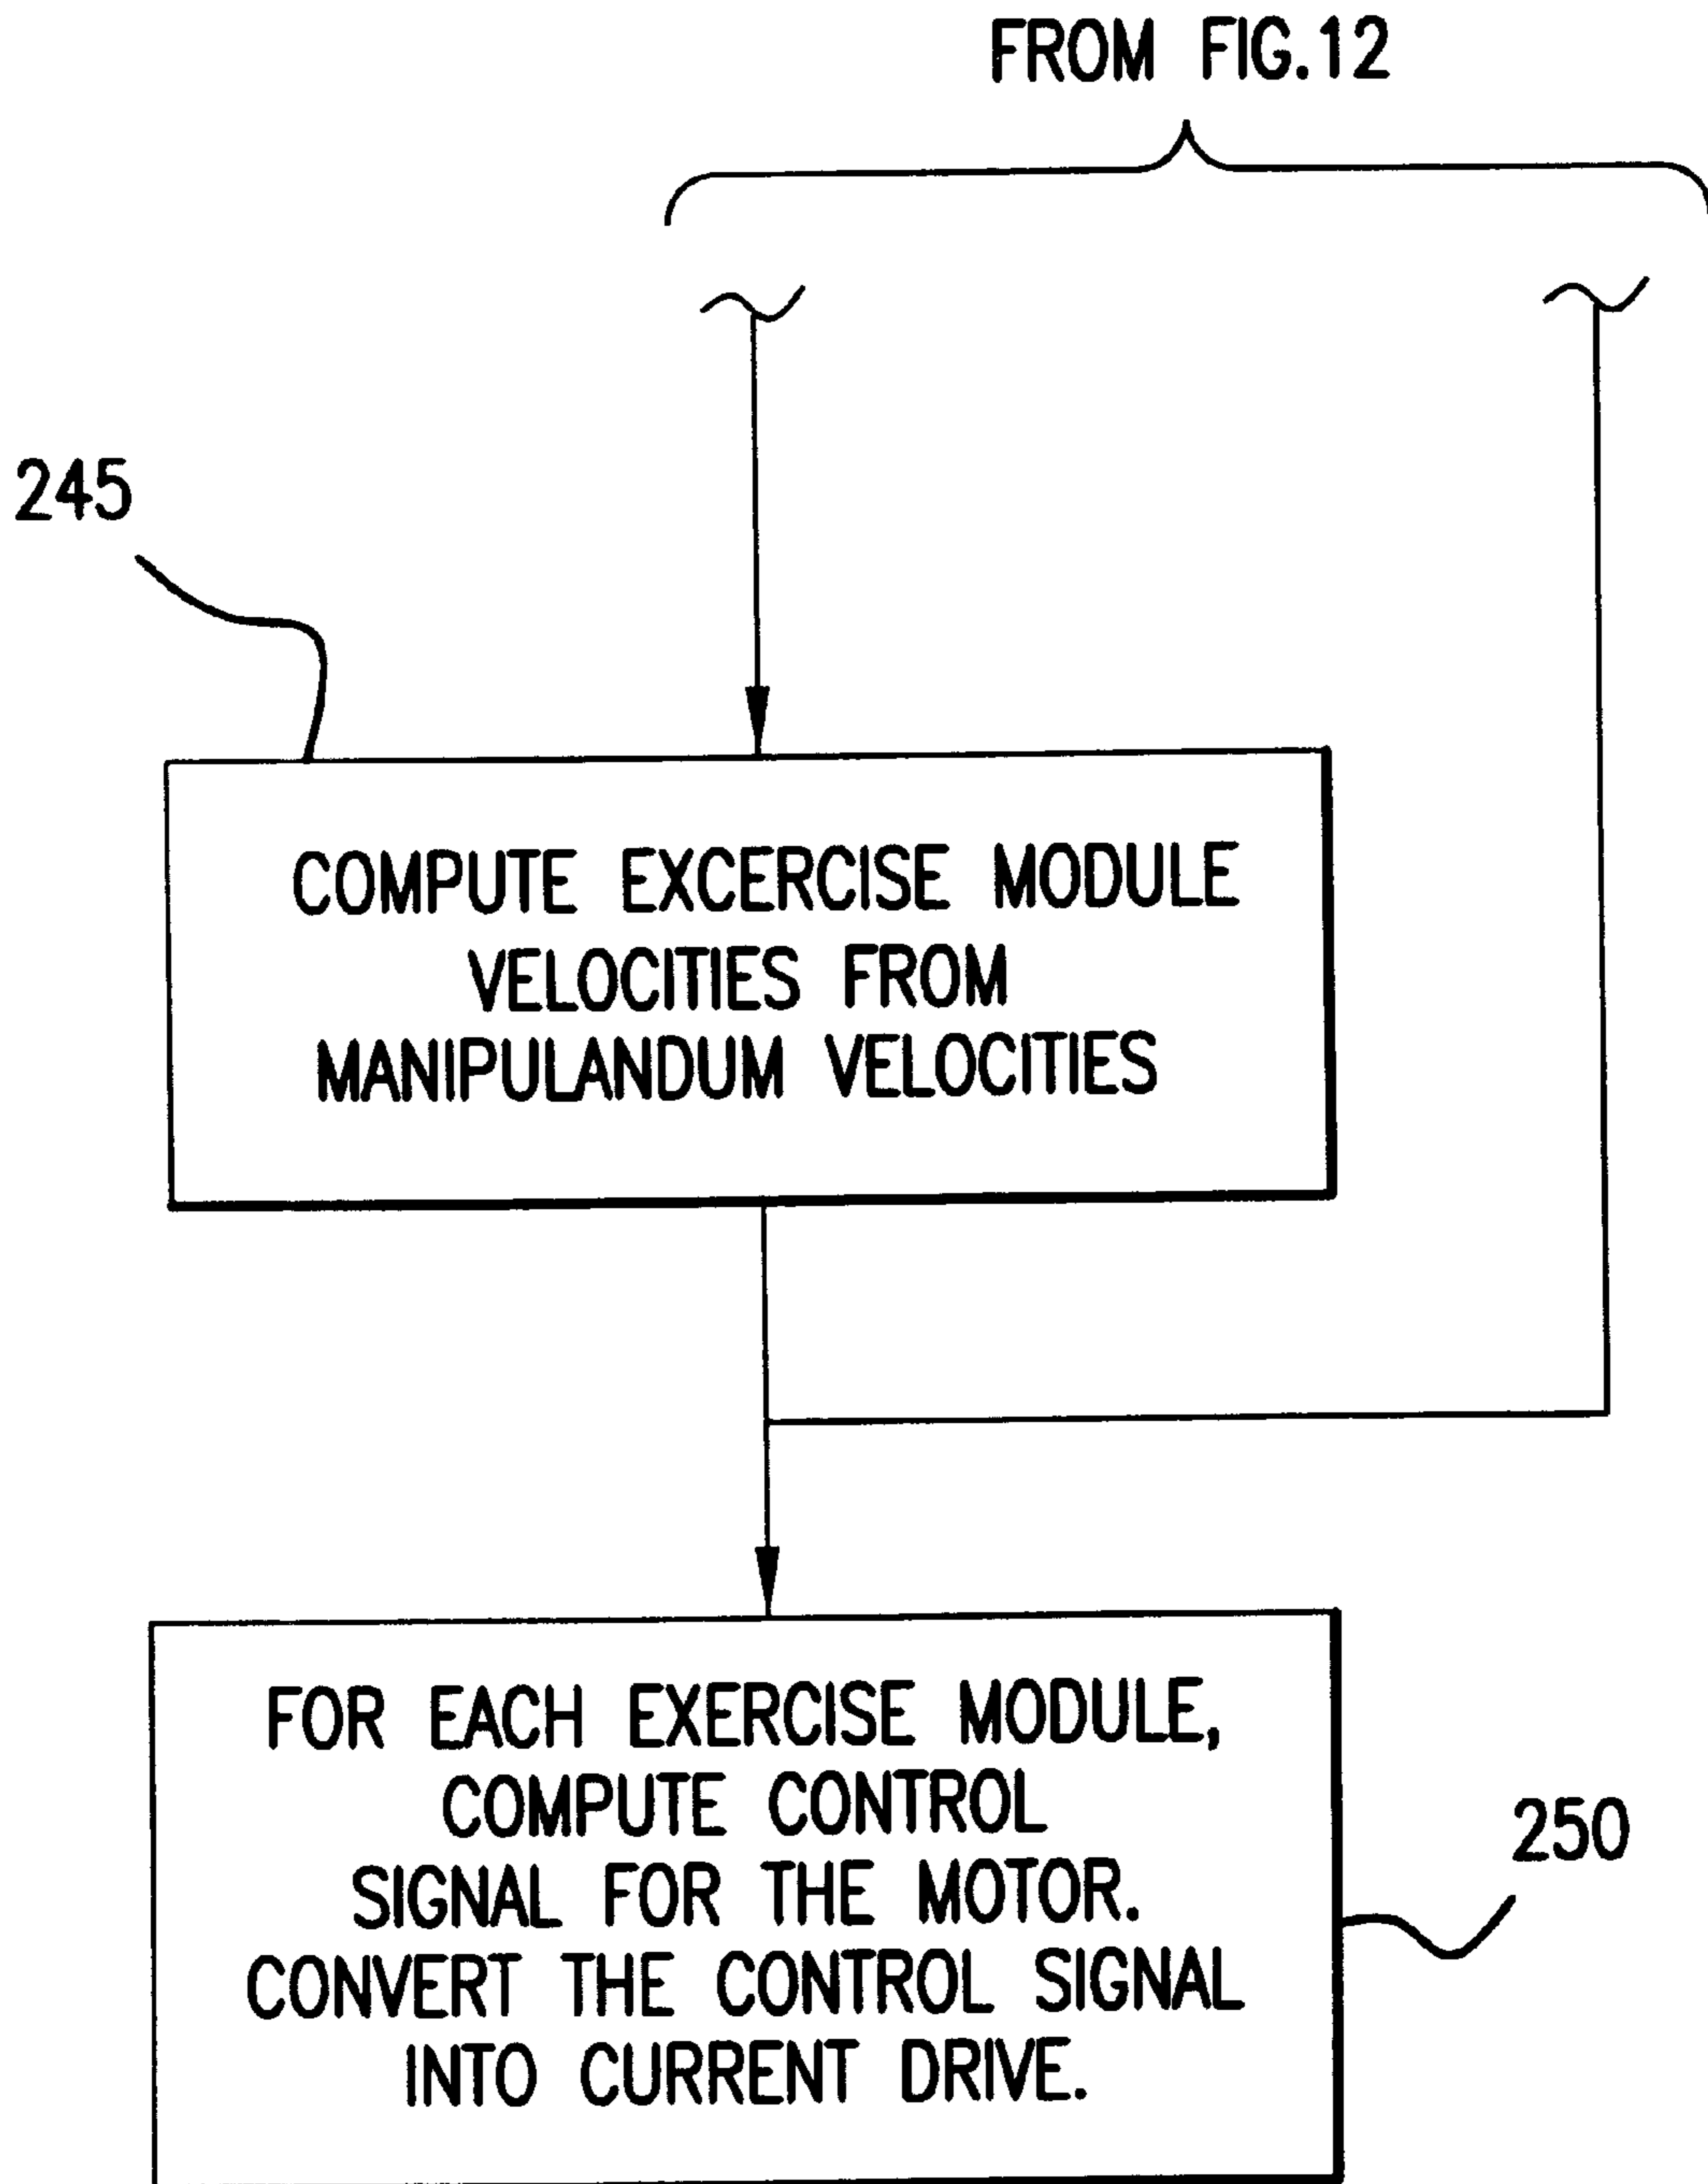 FROM FIG.12
245
COMPUTE EXCERCISE MODULE
VELOCITIES FROM
MANIPULANDUM VELOCITIES
FOR EACH EXERCISE MODULE,
COMPUTE CONTROL
SIGNAL FOR THE MOTOR.
CONVERT THE CONTROL SIGNAL
INTO CURRENT DRIVE.
250